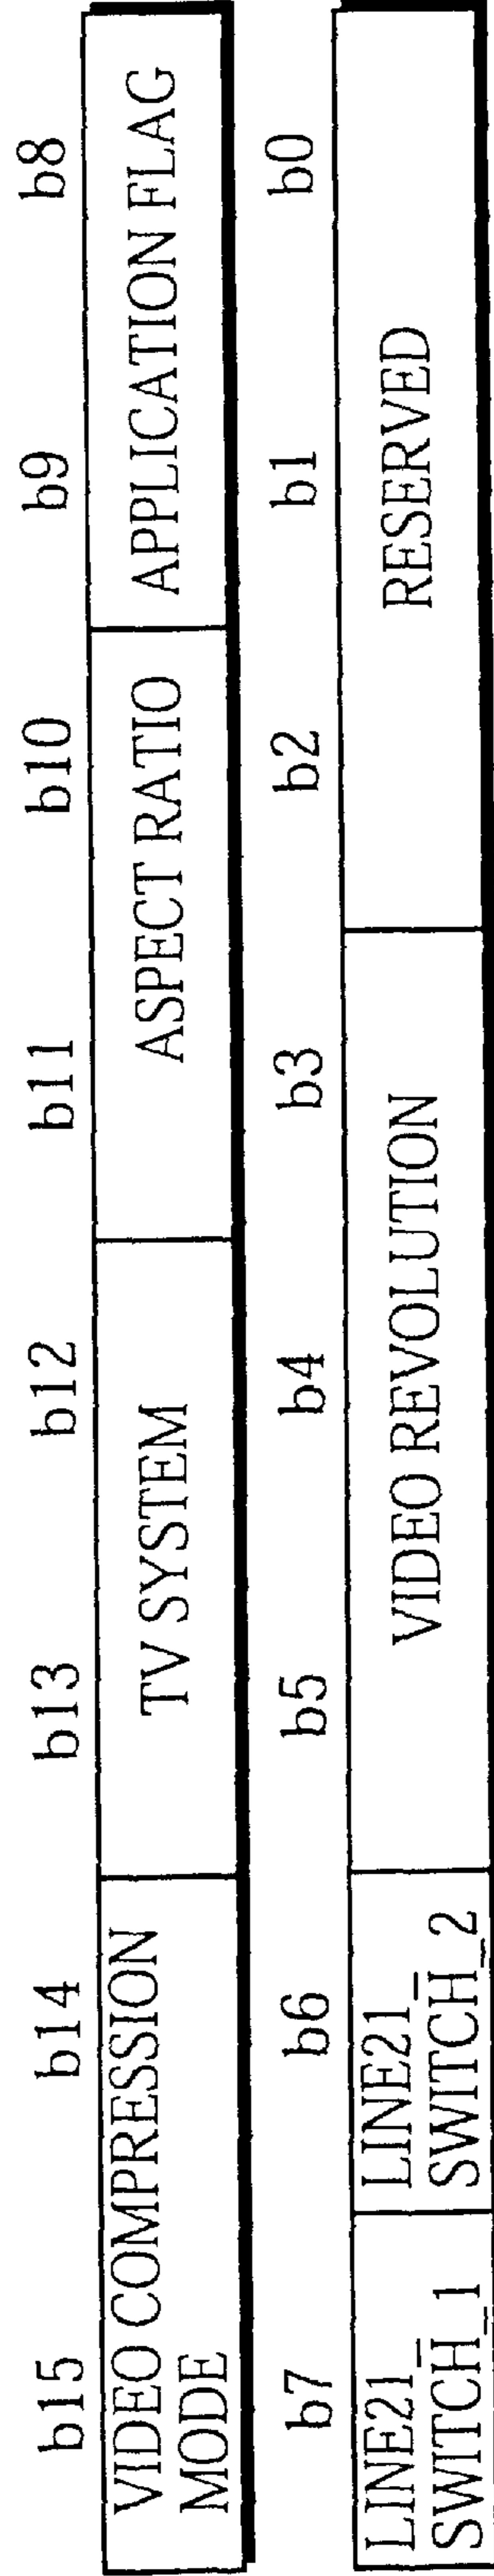 b15 b14 b13 b12 b11 b10 b9 b8
VIDEO COMPRESSION
MODE
TV SYSTEM
ASPECT RATIO
APPLICATION FLAG
b7 b6 b5 b4 b3 b2 b1 b0
LINE21_
SWITCH_1
LINE21_
SWITCH_2
VIDEO REVOLUTION
RESERVED